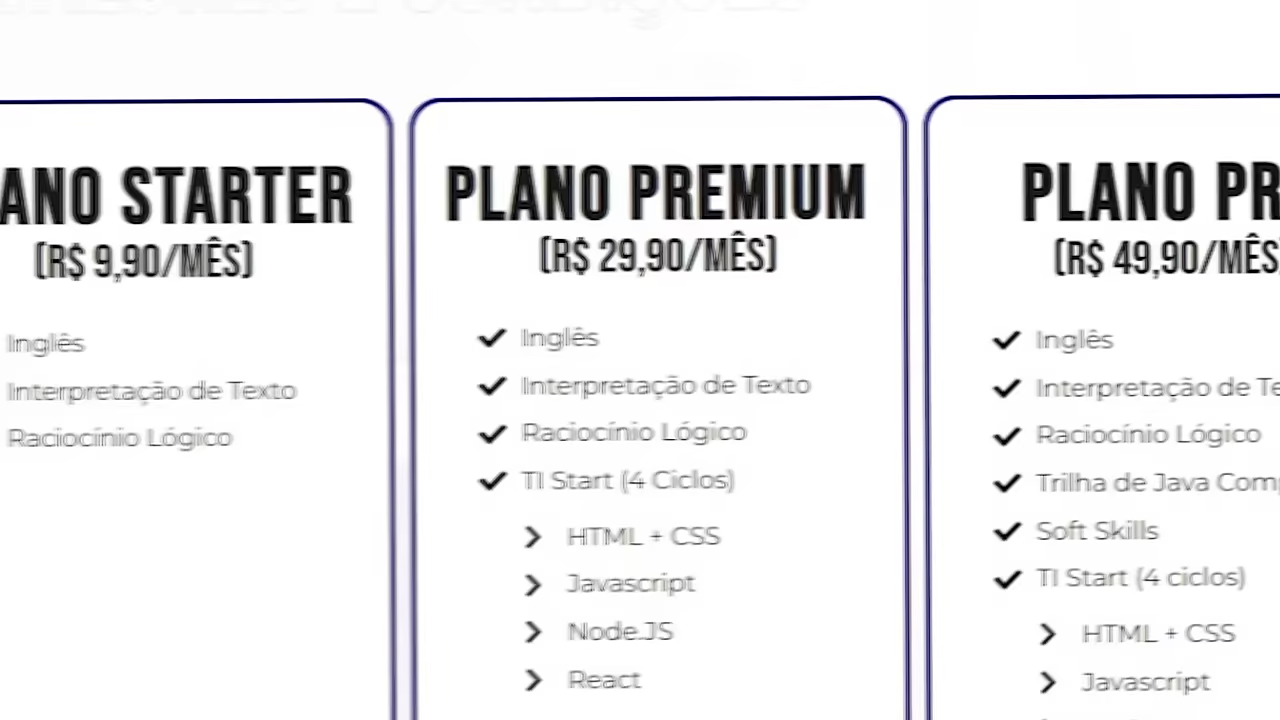 ANO STARTER
(R$ 9,90/MÊS)
Inglês
Interpretação de Texto
Raciocínio Lógico
PLANO PREMIUM
(R$ 29,90/MÊS)
Inglês
Interpretação de Texto
Raciocínio Lógico
TI Start (4 Ciclos)
HTML + CSS
Javascript
Node.JS
React
PLANO PR
(R$ 49,90/MÊS)
Inglês
Interpretação de Te
Raciocínio Lógico
Trilha de Java Comp
Soft Skills
TI Start (4 ciclos)
HTML + CSS
Javascript